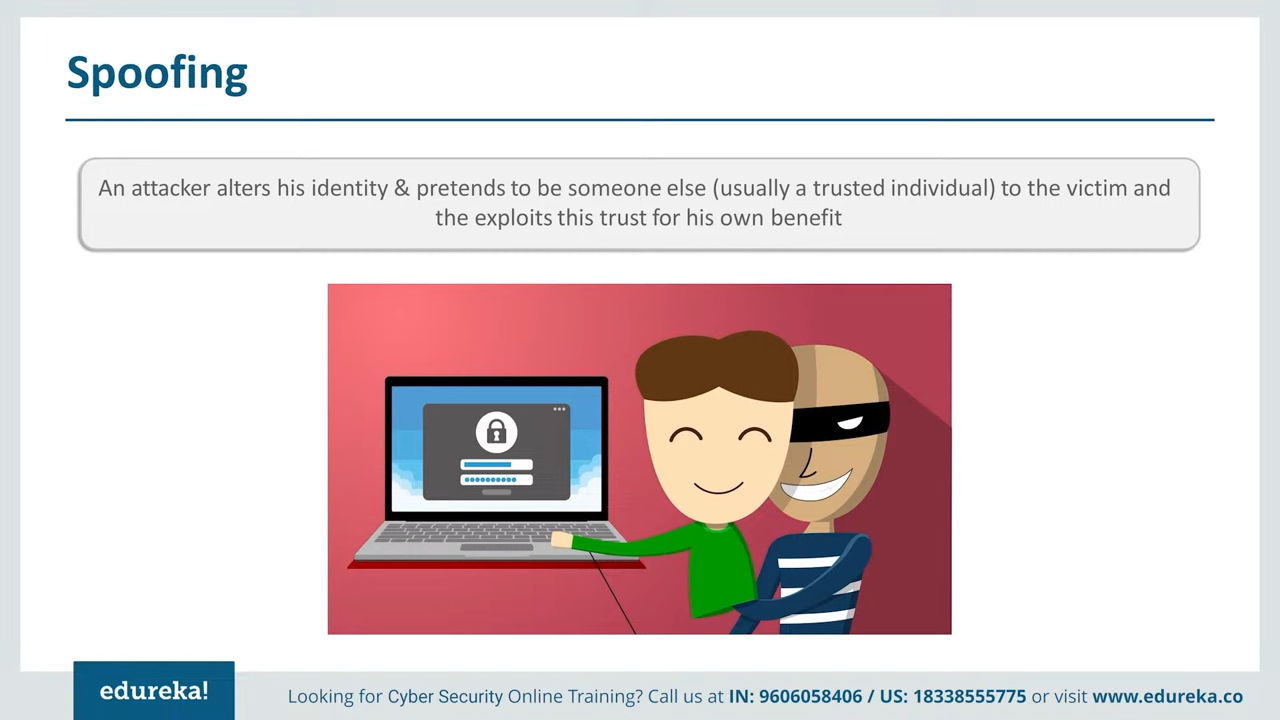 Spoofing
An attacker alters his identity & pretends to be someone else (usually a trusted individual) to the victim and
the exploits this trust for his own benefit
edureka!
Looking for Cyber Security Online Training? Call us at IN: 9606058406 / US: 18338555775 or visit www.edureka.co